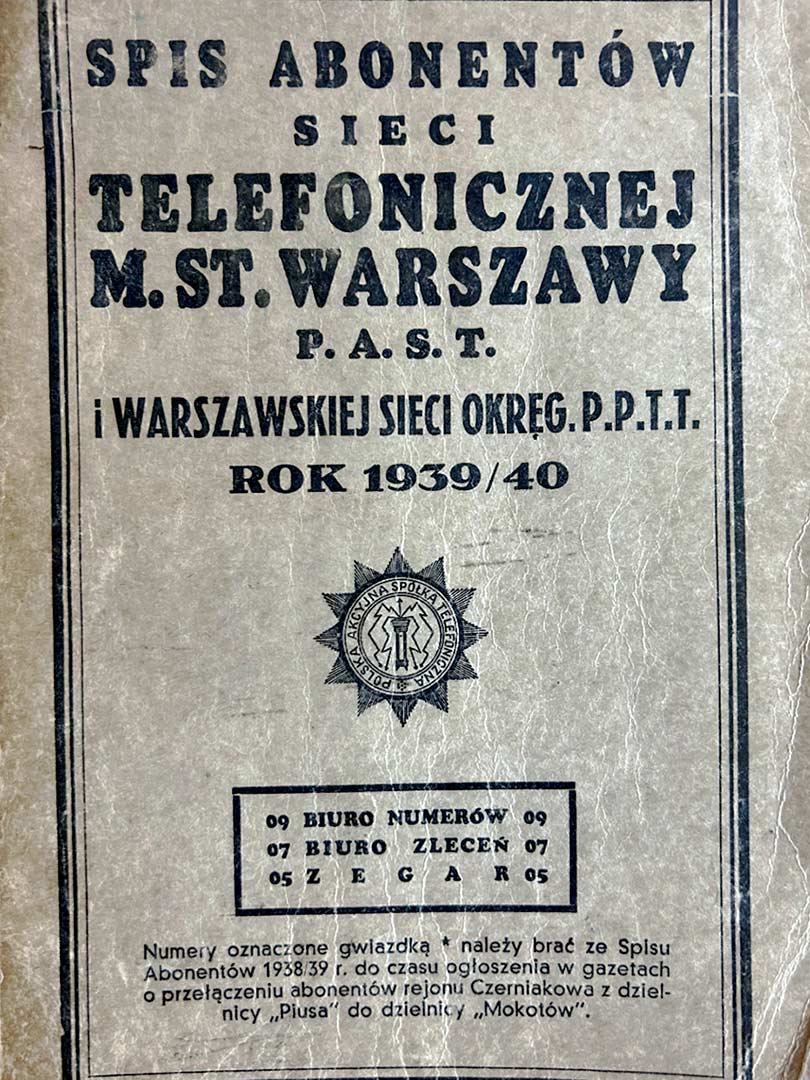 SPIS ABONENTÓW
SIECI
TELEFONICZNEJ
M. ST. WARSZAWY
P. A. S. T.
i WARSZAWSKIEJ SIECI OKRĘG. P.P.T.T.
ROK 1939/40
POLSKA AKCYJNA SPÓŁKA TELEFONICZNA
09 BIURO NUMERÓW 09
07 BIURO ZLECEŃ 07
05 Z E G A R 05
Numery oznaczone gwiazdką * należy brać ze Spisu
Abonentów 1938/39 r. do czasu ogłoszenia w gazetach
o przełączeniu abonentów rejonu Czerniakowa z dziel-
nicy „Piusa” do dzielnicy „Mokotów”.